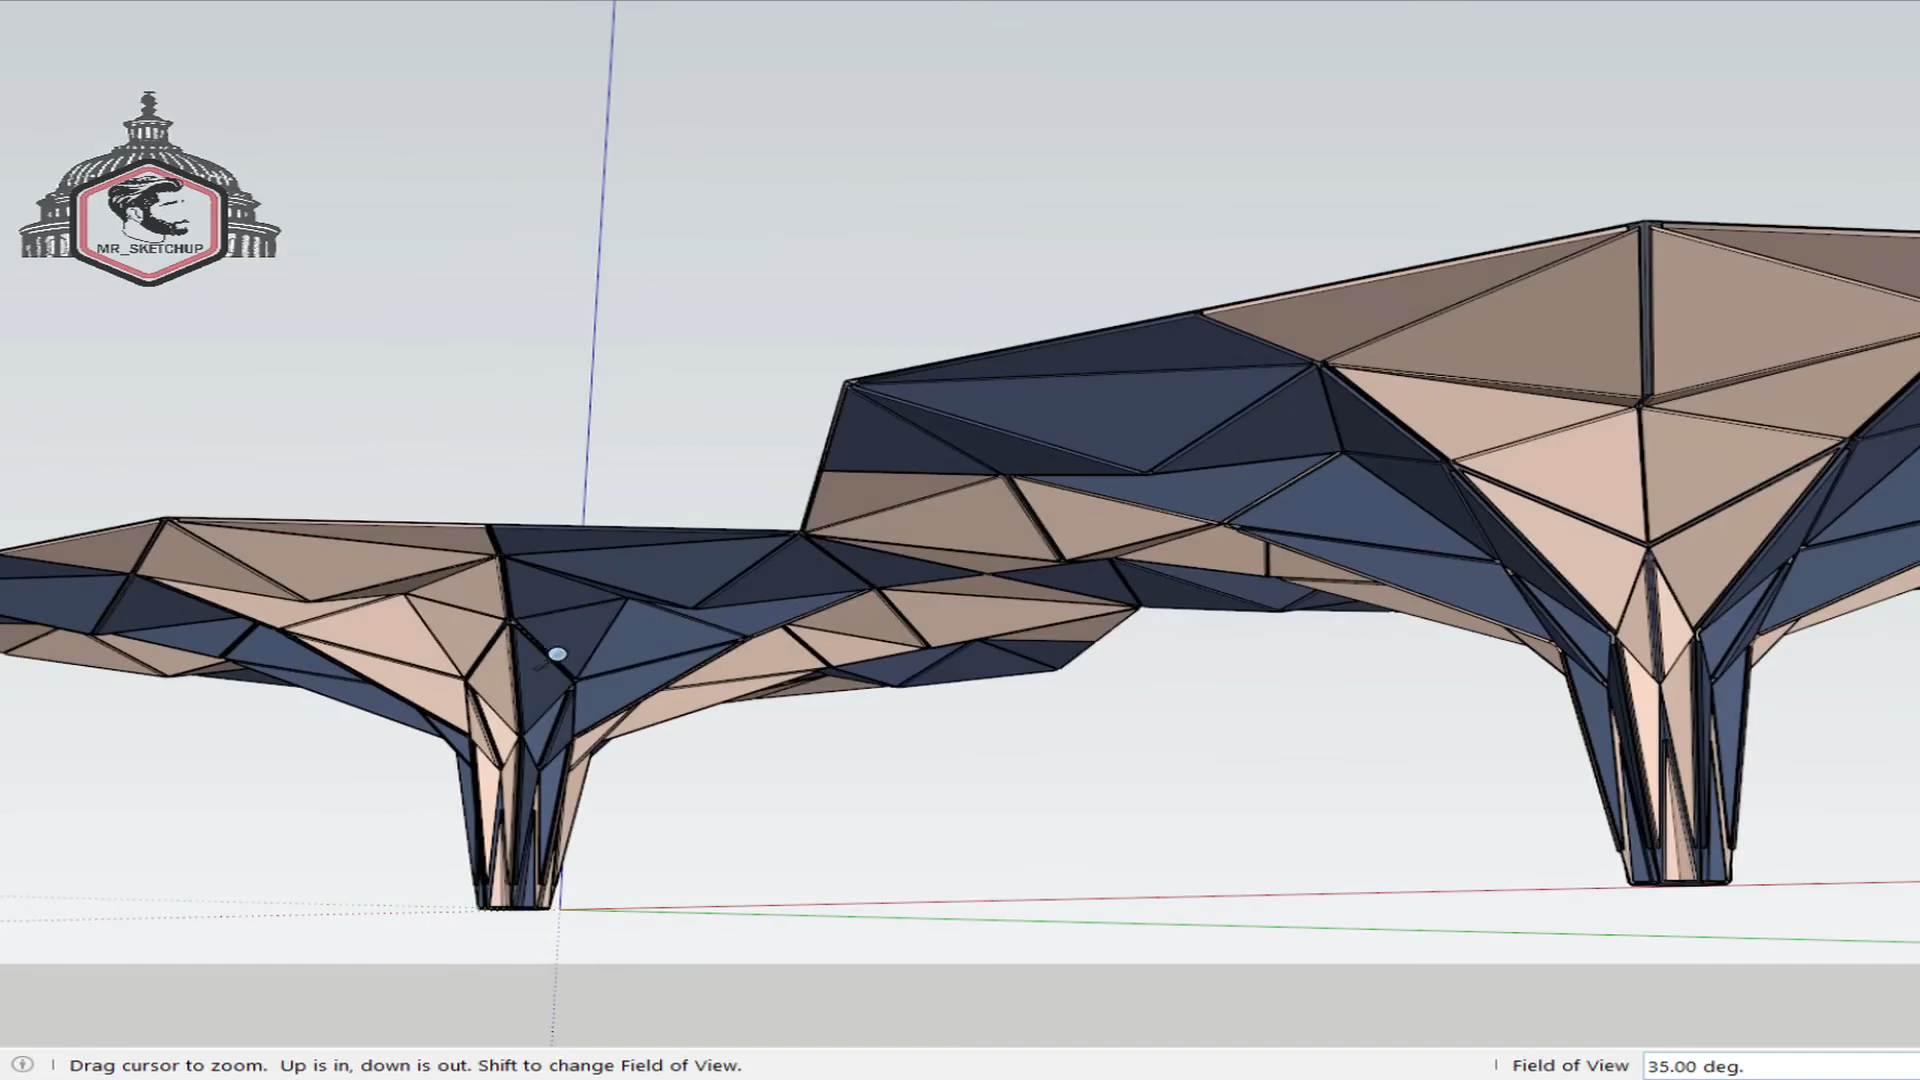 MR_SKETCHUP
Drag cursor to zoom. Up is in, down is out. Shift to change Field of View.
Field of View 35.00 deg.